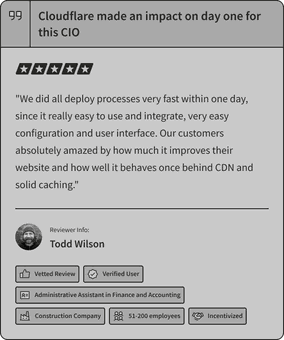 Cloudflare made an impact on day one for
this CIO
"We did all deploy processes very fast within one day,
since it really easy to use and integrate, very easy
configuration and user interface. Our customers
absolutely amazed by how much it improves their
website and how well it behaves once behind CDN and
solid caching."
Reviewer Info:
Todd Wilson
Vetted Review
Verified User
Administrative Assistant in Finance and Accounting
Construction Company
51-200 employees
Incentivized